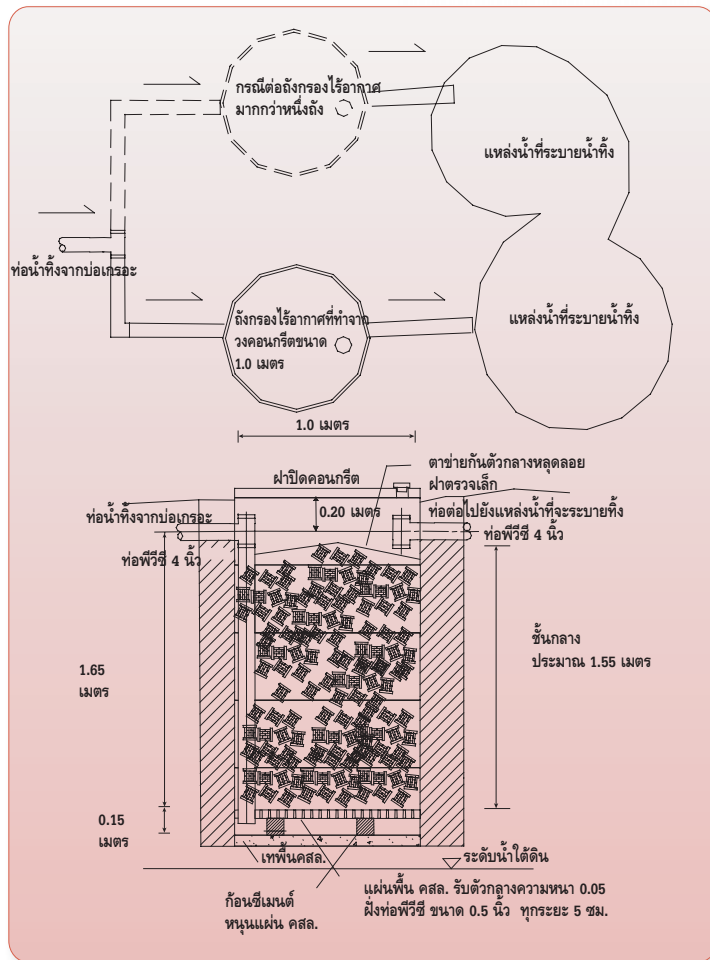 กรณีต่อถังกรองไร้อากาศ
มากกว่าหนึ่งถัง
แหล่งน้ำที่ระบายน้ำทิ้ง
ท่อน้ำทิ้งจากบ่อเกรอะ
ถังกรองไร้อากาศที่ทำจาก
วงคอนกรีตขนาด
1.0 เมตร
แหล่งน้ำที่ระบายน้ำทิ้ง
1.0 เมตร
ฝาปิดคอนกรีต
ตาข่ายกันตัวกลางหลุดลอย
ฝาตรวจเล็ก
0.20 เมตร
ท่อน้ำทิ้งจากบ่อเกรอะ
ท่อต่อไปยังแหล่งน้ำที่จะระบายทิ้ง
ท่อพีวีซี 4 นิ้ว
ท่อพีวีซี 4 นิ้ว
ชั้นกลาง
ประมาณ 1.55 เมตร
1.65
เมตร
0.15
เมตร
เทพื้นคสล.
ระดับน้ำใต้ดิน
ก้อนซีเมนต์
หนุนแผ่น คสล.
แผ่นพื้น คสล. รับตัวกลางความหนา 0.05
ฝั่งท่อพีวีซี ขนาด 0.5 นิ้ว ทุกระยะ 5 ซม.